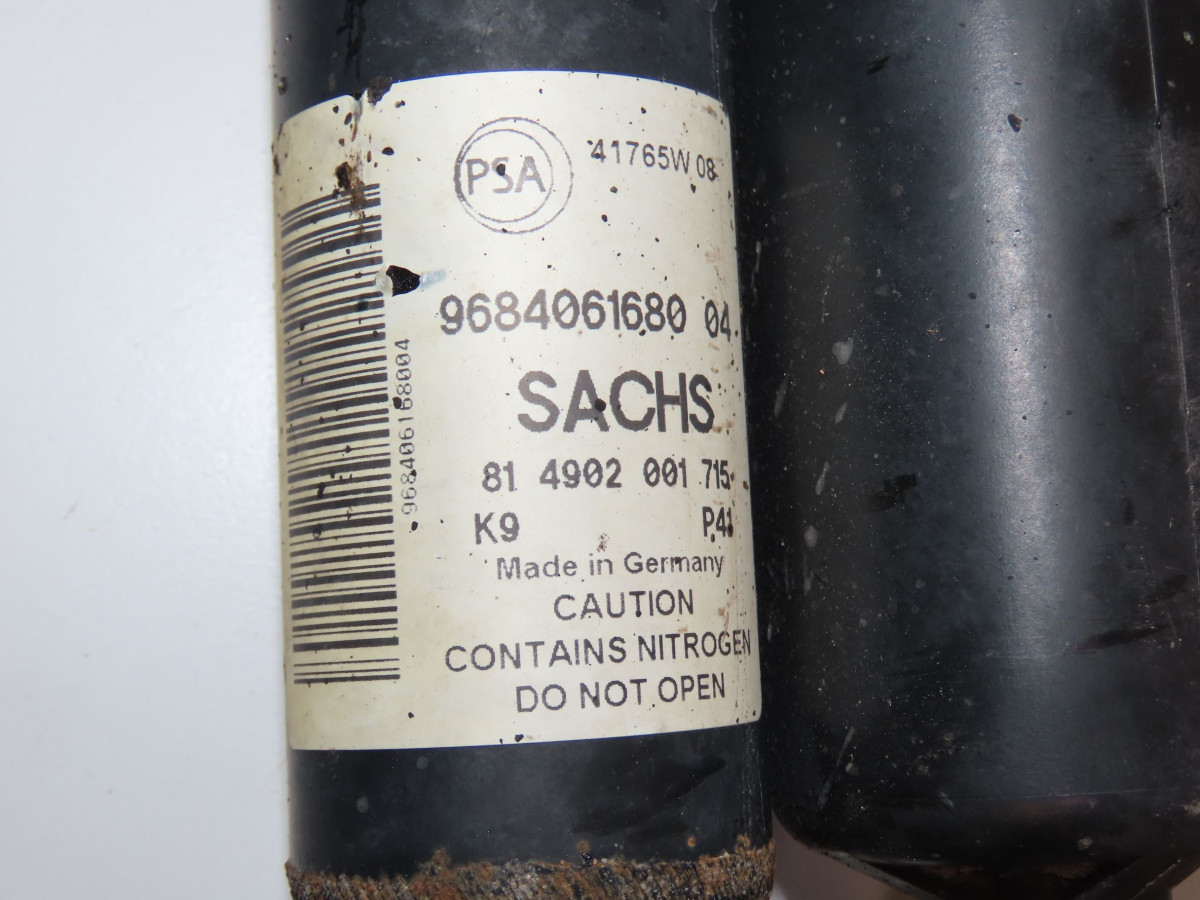 PSA
41765W 08
9684061680 04
968406168004
SACHS
81 4902 001 715
K9 P41
Made in Germany
CAUTION
CONTAINS NITROGEN
DO NOT OPEN